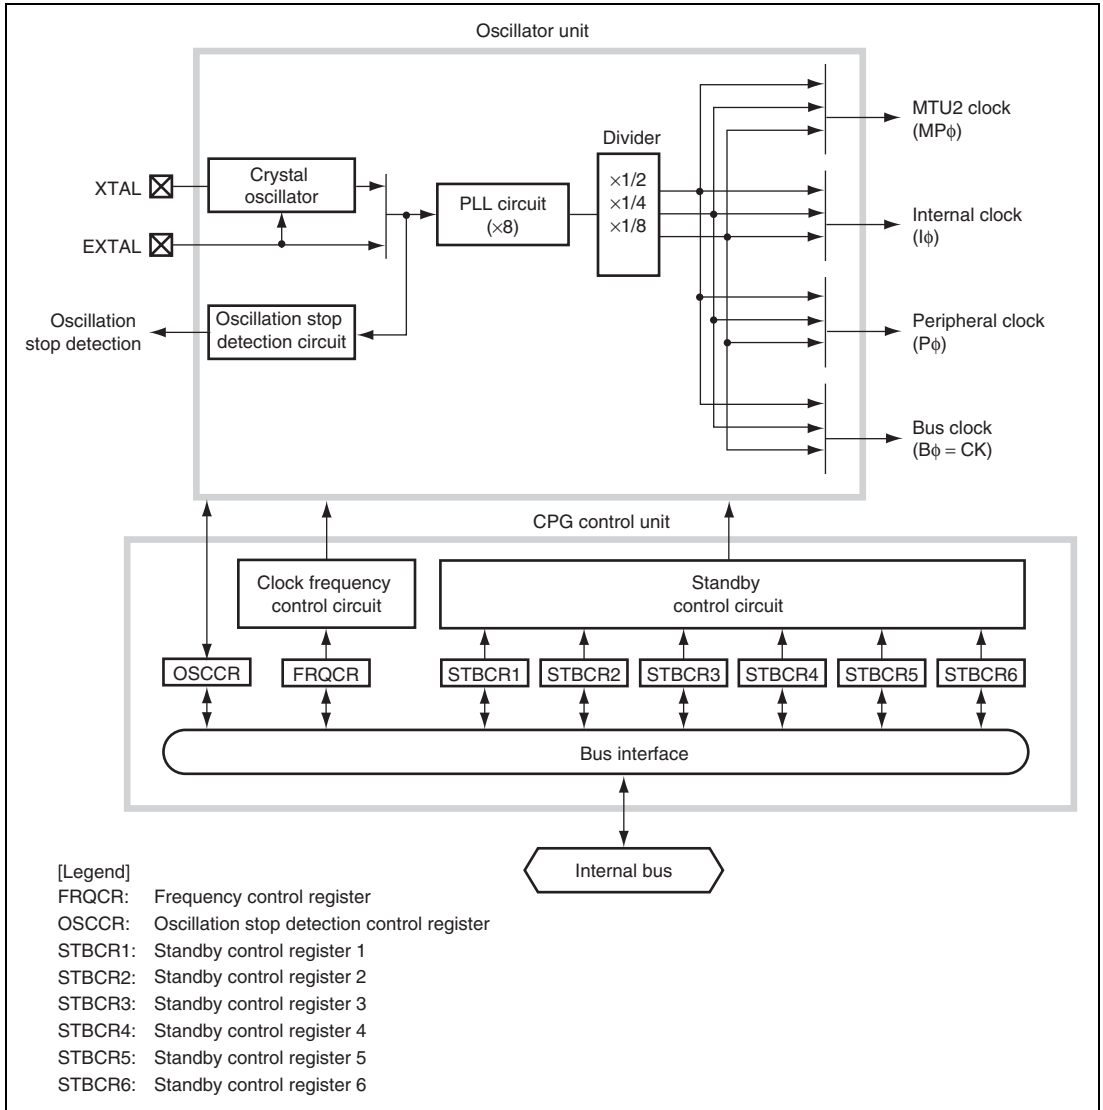 Oscillator unit
XTAL
EXTAL
Crystal
oscillator
PLL circuit
(×8)
Divider
×1/2
×1/4
×1/8
MTU2 clock
(MPϕ)
Internal clock
(Iϕ)
Peripheral clock
(Pϕ)
Bus clock
(Bϕ = CK)
Oscillation
stop detection
Oscillation stop
detection circuit
CPG control unit
Clock frequency
control circuit
Standby
control circuit
OSCCR
FRQCR
STBCR1
STBCR2
STBCR3
STBCR4
STBCR5
STBCR6
Bus interface
Internal bus
[Legend]
FRQCR: Frequency control register
OSCCR: Oscillation stop detection control register
STBCR1: Standby control register 1
STBCR2: Standby control register 2
STBCR3: Standby control register 3
STBCR4: Standby control register 4
STBCR5: Standby control register 5
STBCR6: Standby control register 6